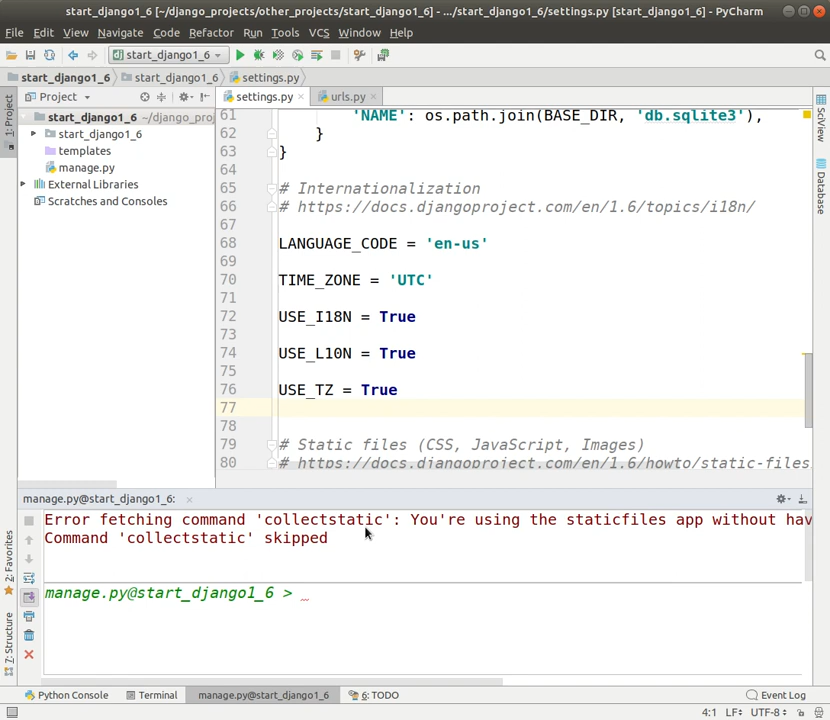 start_django1_6 [~/django_projects/other_projects/start_django1_6] - .../start_django1_6/settings.py [start_django1_6] - PyCharm
File Edit View Navigate Code Refactor Run Tools VCS Window Help
start_django1_6
start_django1_6 start_django1_6 settings.py
Project settings.py urls.py
1: Project
start_django1_6 ~/django_proj
start_django1_6
templates
manage.py
External Libraries
Scratches and Consoles
61 'NAME': os.path.join(BASE_DIR, 'db.sqlite3'),
62 }
63 }
64
65 # Internationalization
66 # https://docs.djangoproject.com/en/1.6/topics/i18n/
67
68 LANGUAGE_CODE = 'en-us'
69
70 TIME_ZONE = 'UTC'
71
72 USE_I18N = True
73
74 USE_L10N = True
75
76 USE_TZ = True
77
78
79 # Static files (CSS, JavaScript, Images)
80 # https://docs.djangoproject.com/en/1.6/howto/static-files
SciView
Database
manage.py@start_django1_6:
Error fetching command 'collectstatic': You're using the staticfiles app without hav
Command 'collectstatic' skipped
manage.py@start_django1_6 >
2: Favorites
7: Structure
Python Console Terminal manage.py@start_django1_6 6: TODO Event Log
4:1 LF UTF-8